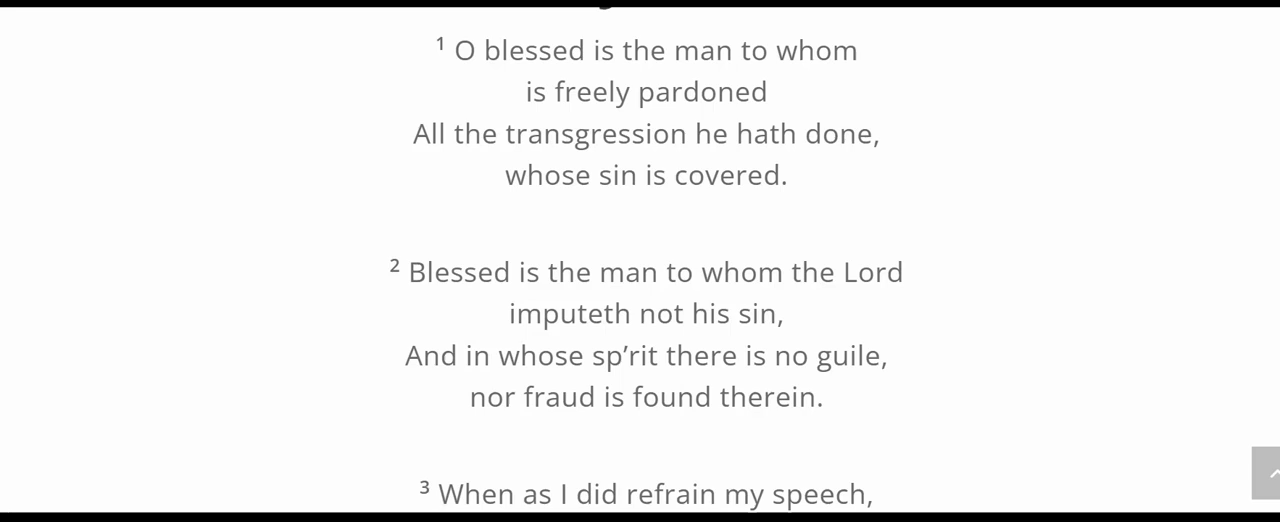 ¹ O blessed is the man to whom
is freely pardoned
All the transgression he hath done,
whose sin is covered.
² Blessed is the man to whom the Lord
imputeth not his sin,
And in whose sp’rit there is no guile,
nor fraud is found therein.
³ When as I did refrain my speech,